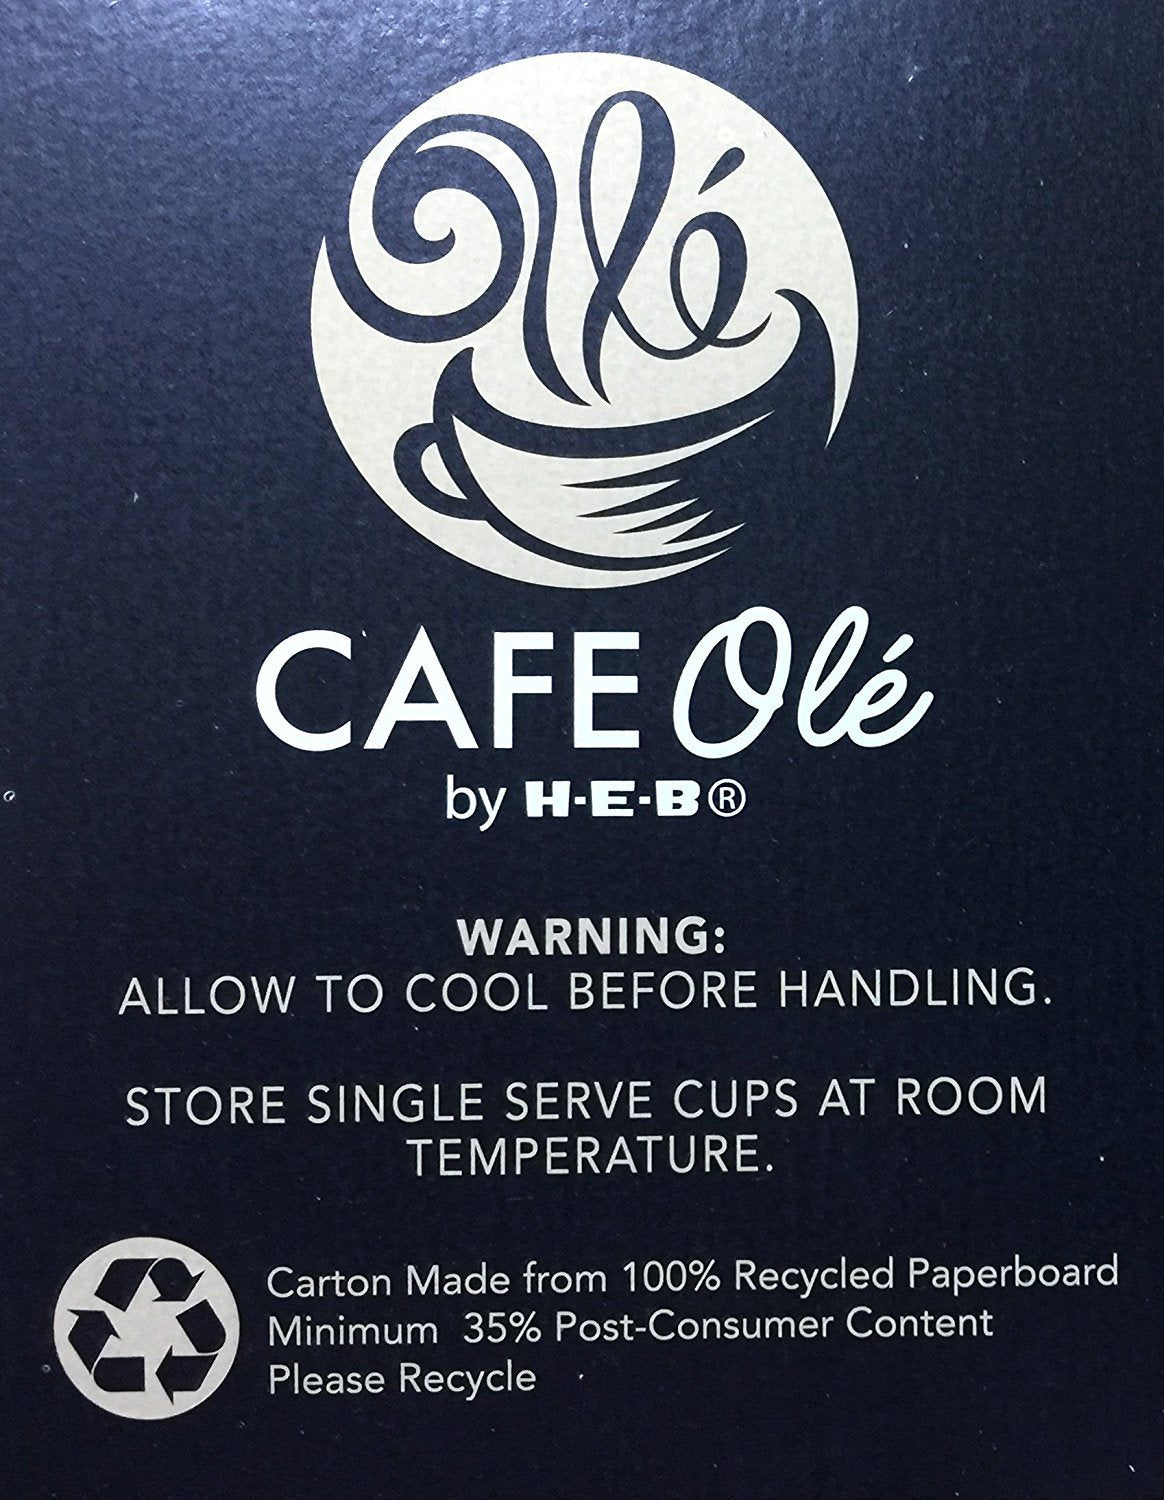 Olé
CAFE Olé
by H-E-B®
WARNING:
ALLOW TO COOL BEFORE HANDLING.
STORE SINGLE SERVE CUPS AT ROOM
TEMPERATURE.
Carton Made from 100% Recycled Paperboard
Minimum 35% Post-Consumer Content
Please Recycle